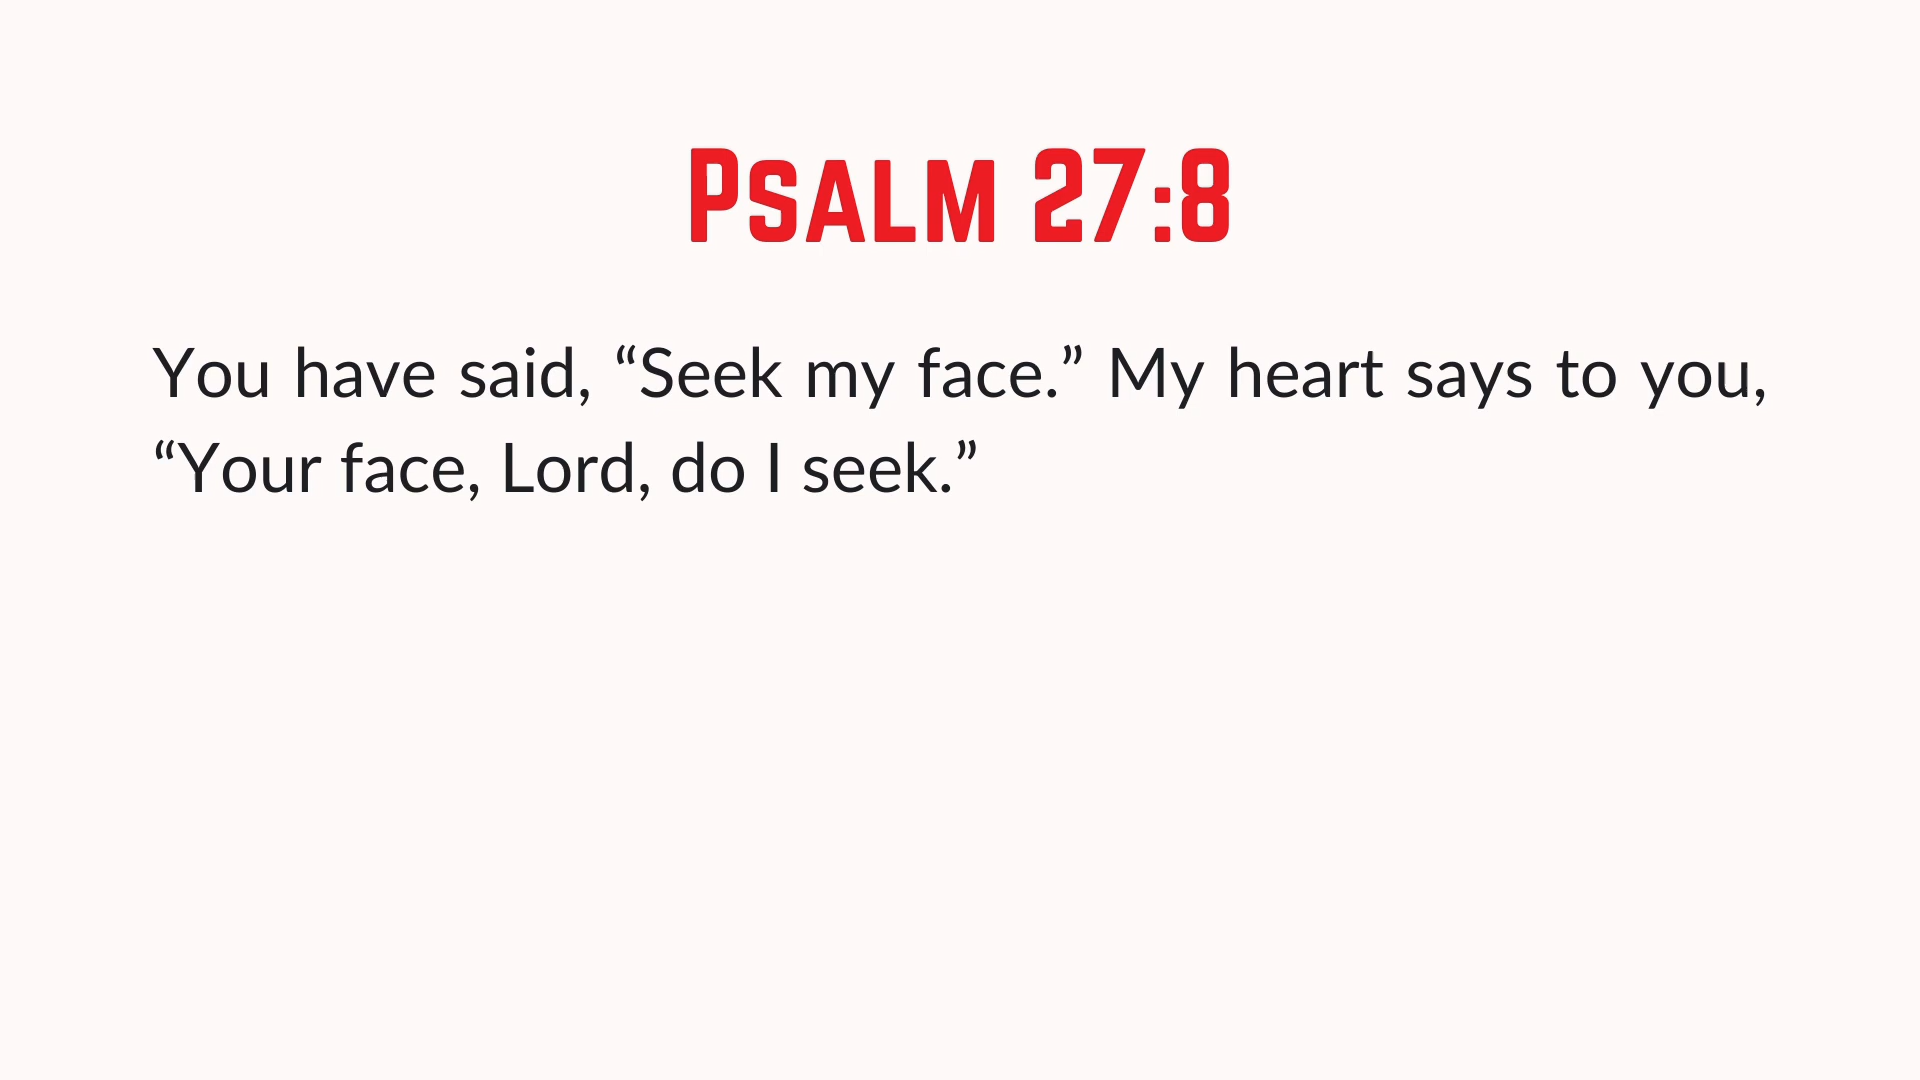 Psalm 27:8
You have said, “Seek my face.” My heart says to you,
“Your face, Lord, do I seek.”